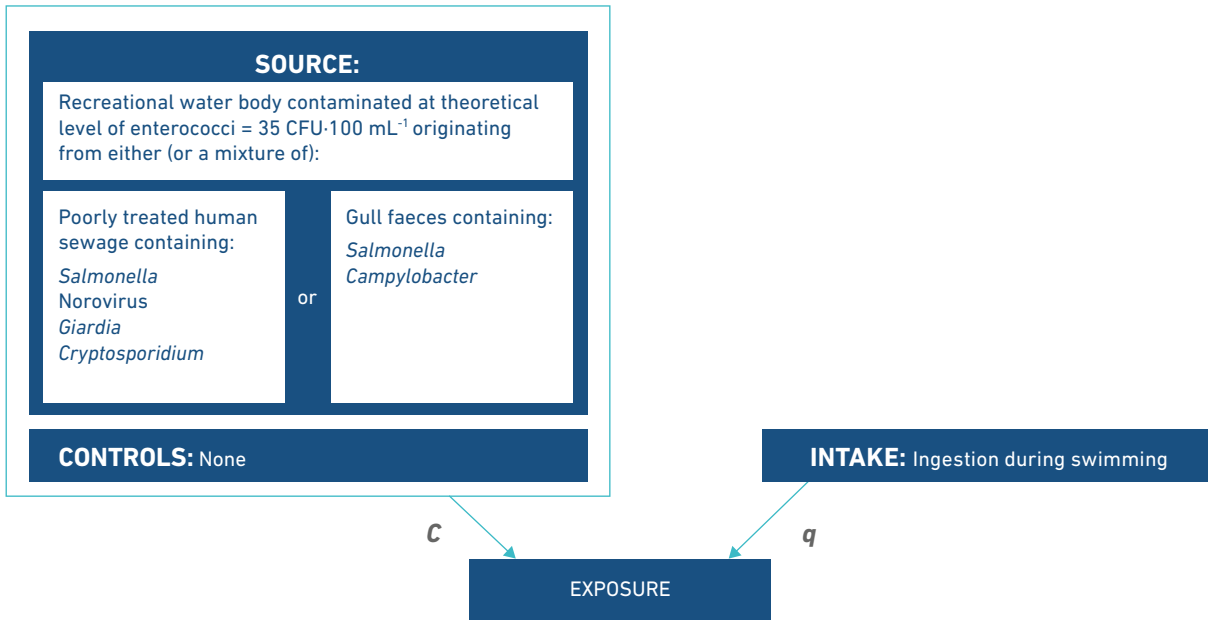 SOURCE:
Recreational water body contaminated at theoretical
level of enterococci = 35 CFU·100 mL⁻¹ originating
from either (or a mixture of):
Poorly treated human
sewage containing:
Salmonella
Norovirus
Giardia
Cryptosporidium
or
Gull faeces containing:
Salmonella
Campylobacter
CONTROLS: None
INTAKE: Ingestion during swimming
C
q
EXPOSURE